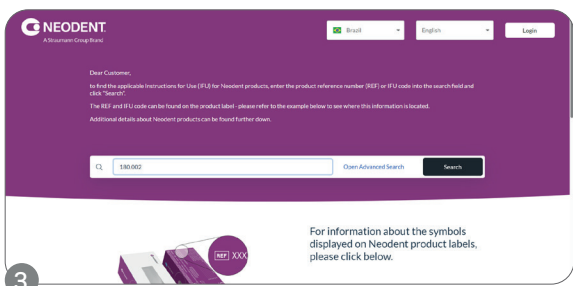 NEODENT.
A Straumann Group Brand
Brazil
English
Login
Dear Customer,
to find the applicable Instructions for Use (IFU) for Neodent products, enter the product reference number (REF) or IFU code into the search field and
click "Search".
The REF and IFU code can be found on the product label - please refer to the example below to see where this information is located.
Additional details about Neodent products can be found further down.
180.002
Open Advanced Search
Search
REF XXX
For information about the symbols
displayed on Neodent product labels,
please click below.
3